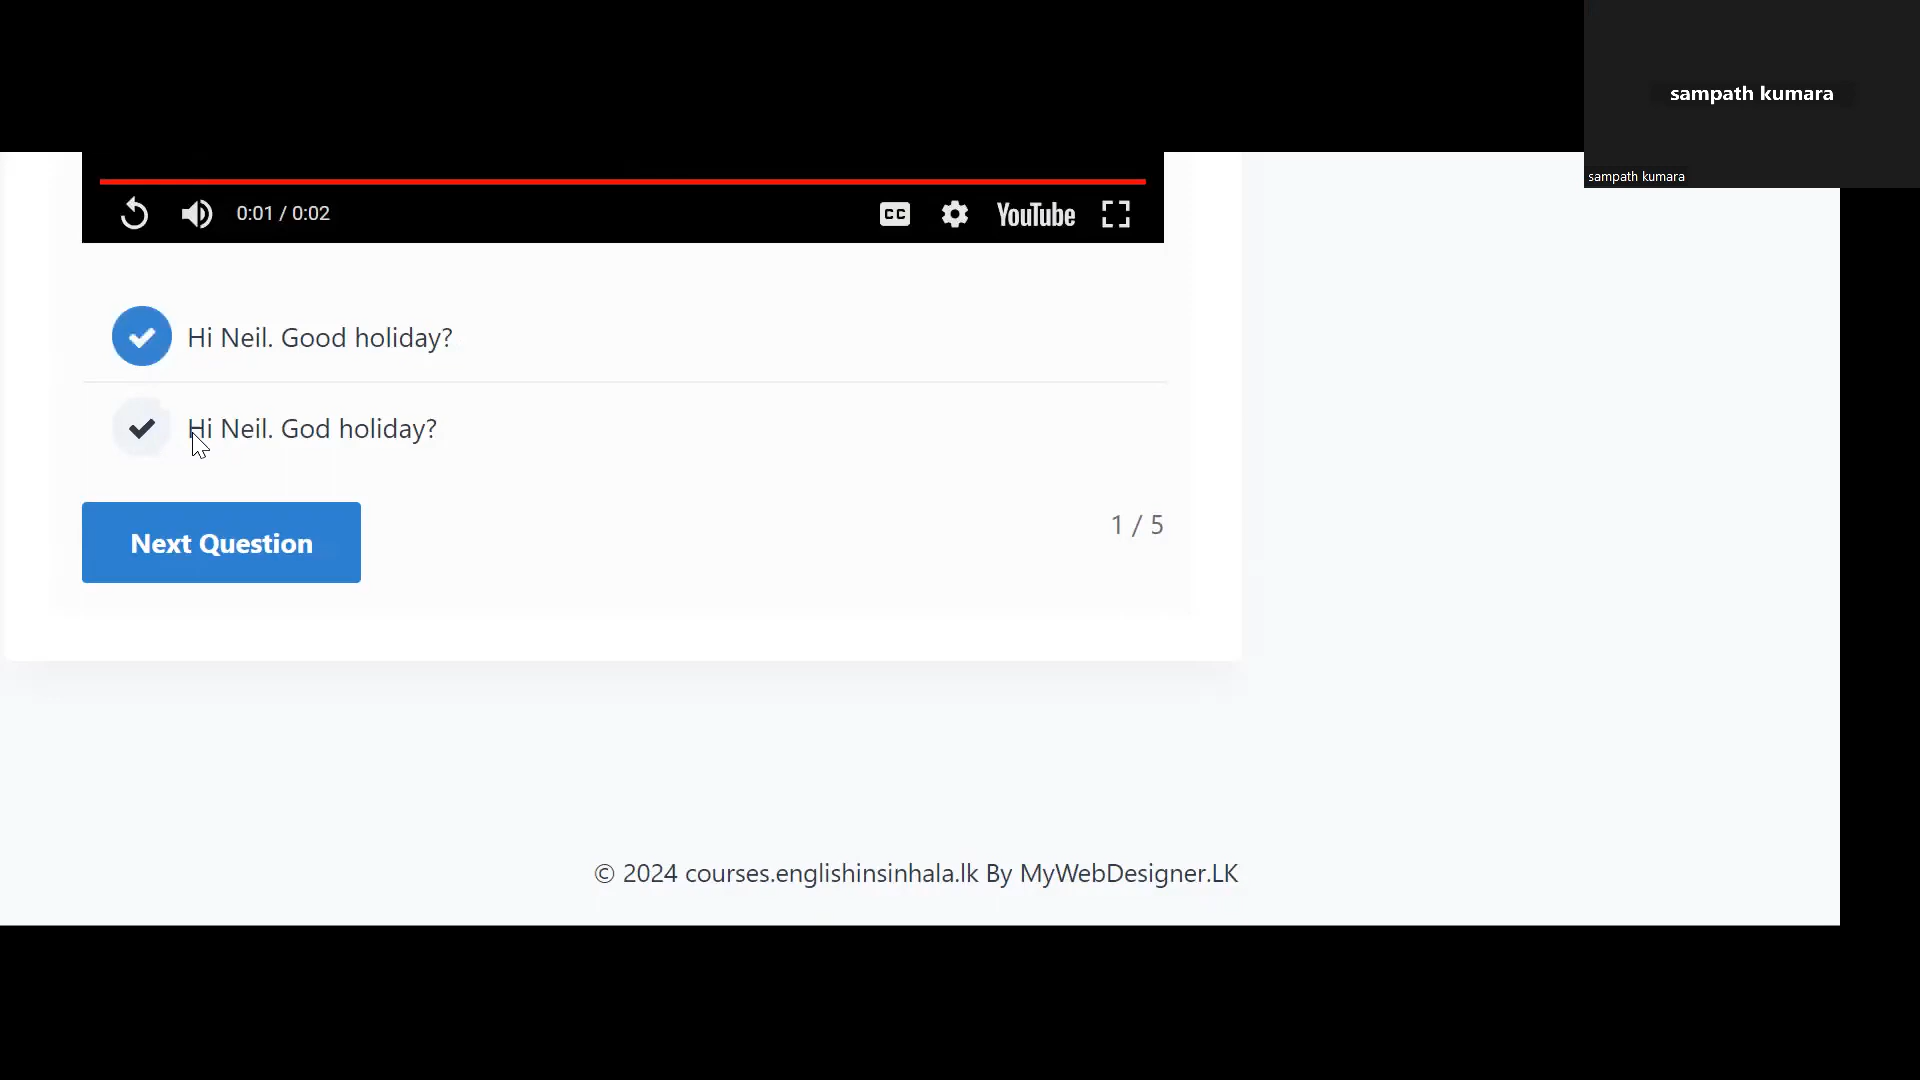 sampath kumara
sampath kumara
0:01 / 0:02
CC
YouTube
Hi Neil. Good holiday?
Hi Neil. God holiday?
Next Question
1 / 5
© 2024 courses.englishinsinhala.lk By MyWebDesigner.LK